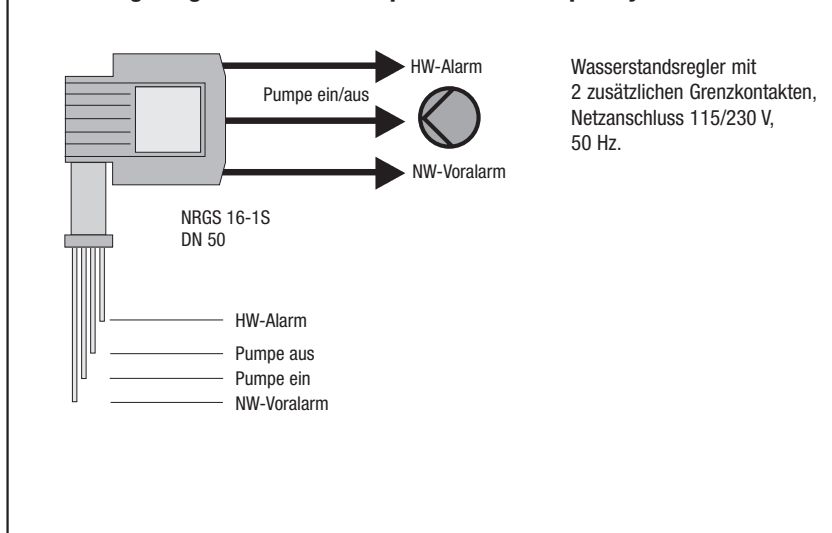 HW-Alarm
Pumpe ein/aus
NW-Voralarm
Wasserstandsregler mit
2 zusätzlichen Grenzkontakten,
Netzanschluss 115/230 V,
50 Hz.
NRGS 16-1S
DN 50
HW-Alarm
Pumpe aus
Pumpe ein
NW-Voralarm